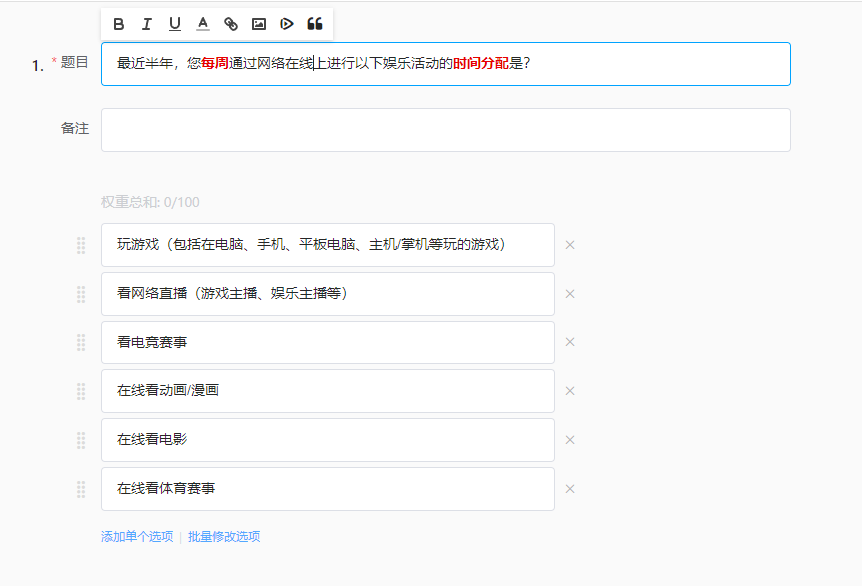 B I U A
1. * 题目 最近半年，您每周通过网络在线上进行以下娱乐活动的时间分配是？
备注
权重总和: 0/100
玩游戏（包括在电脑、手机、平板电脑、主机/掌机等玩的游戏）
看网络直播（游戏主播、娱乐主播等）
看电竞赛事
在线看动画/漫画
在线看电影
在线看体育赛事
添加单个选项 | 批量修改选项